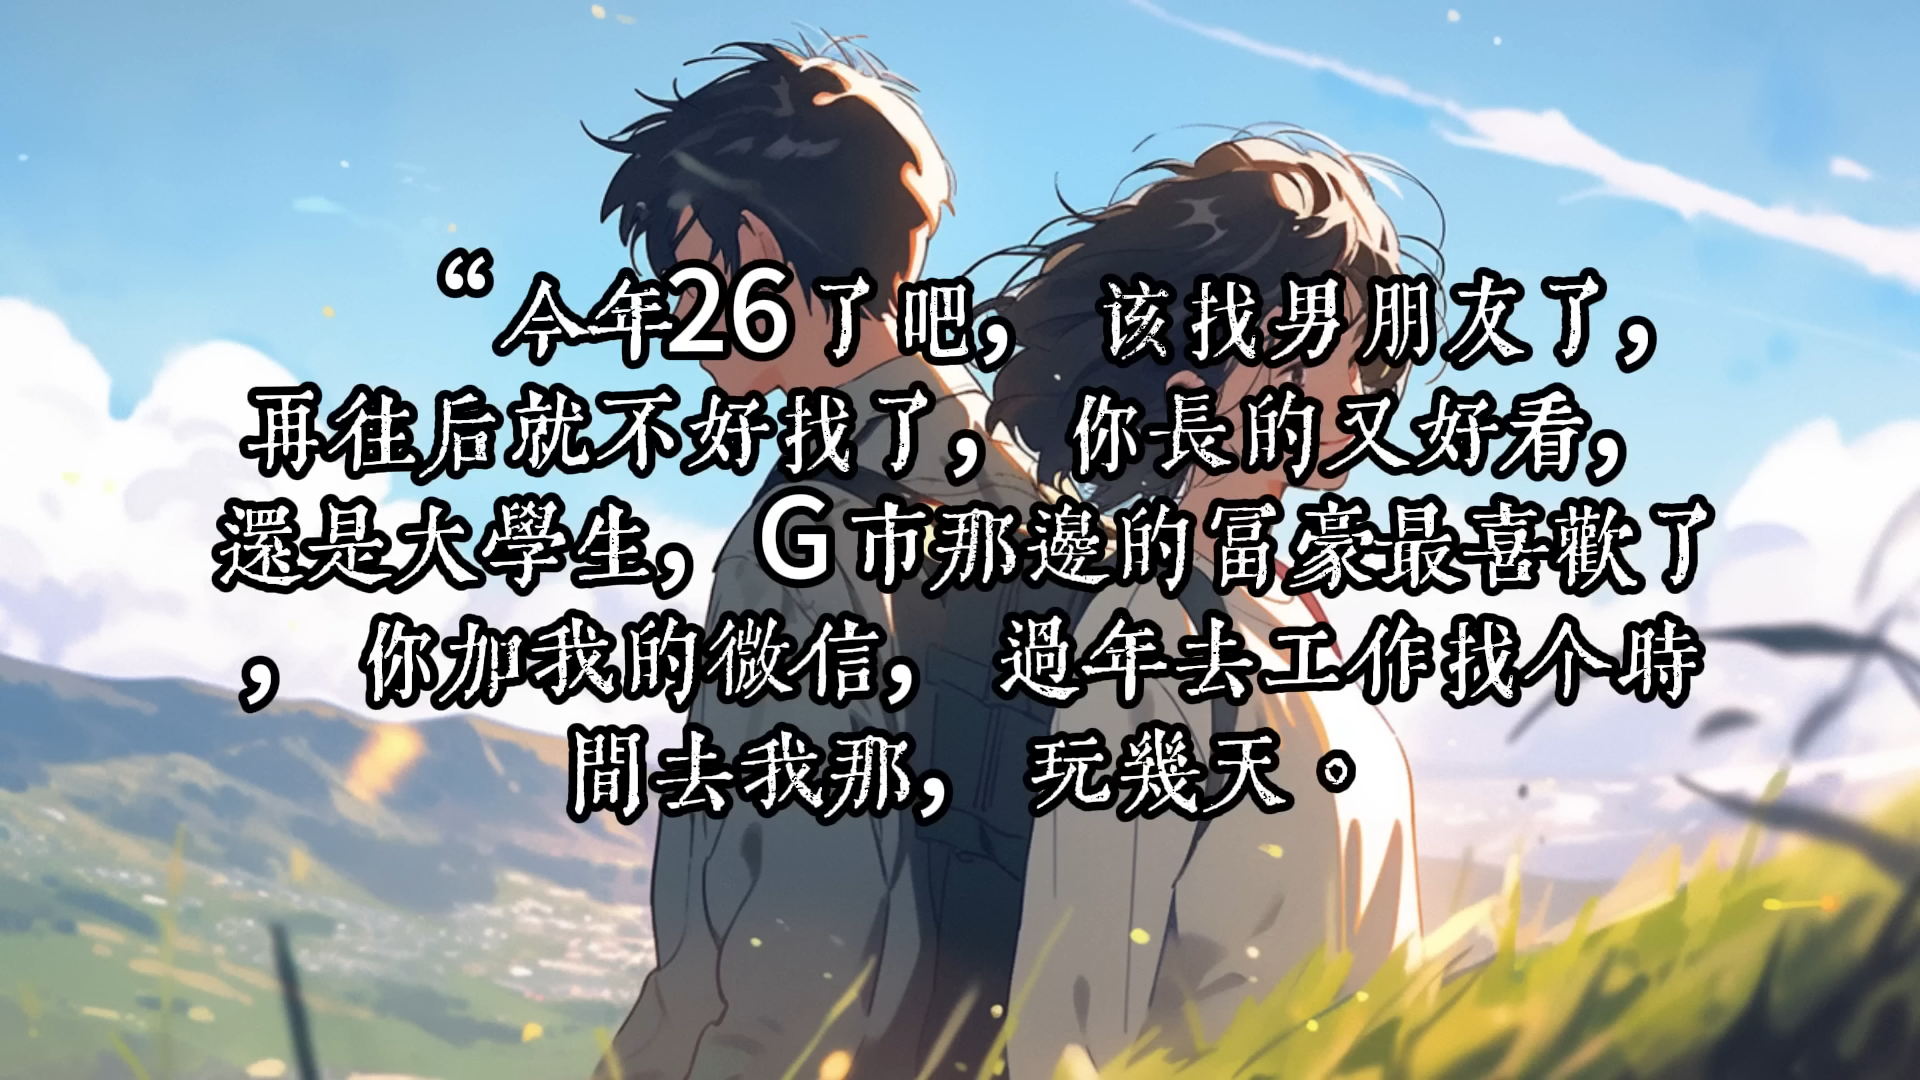 “今年26了吧，该找男朋友了，
再往后就不好找了，你長的又好看，
還是大學生，G市那邊的冨豪最喜歡了
，你加我的微信，過年去工作找个時
間去我那，玩幾天。